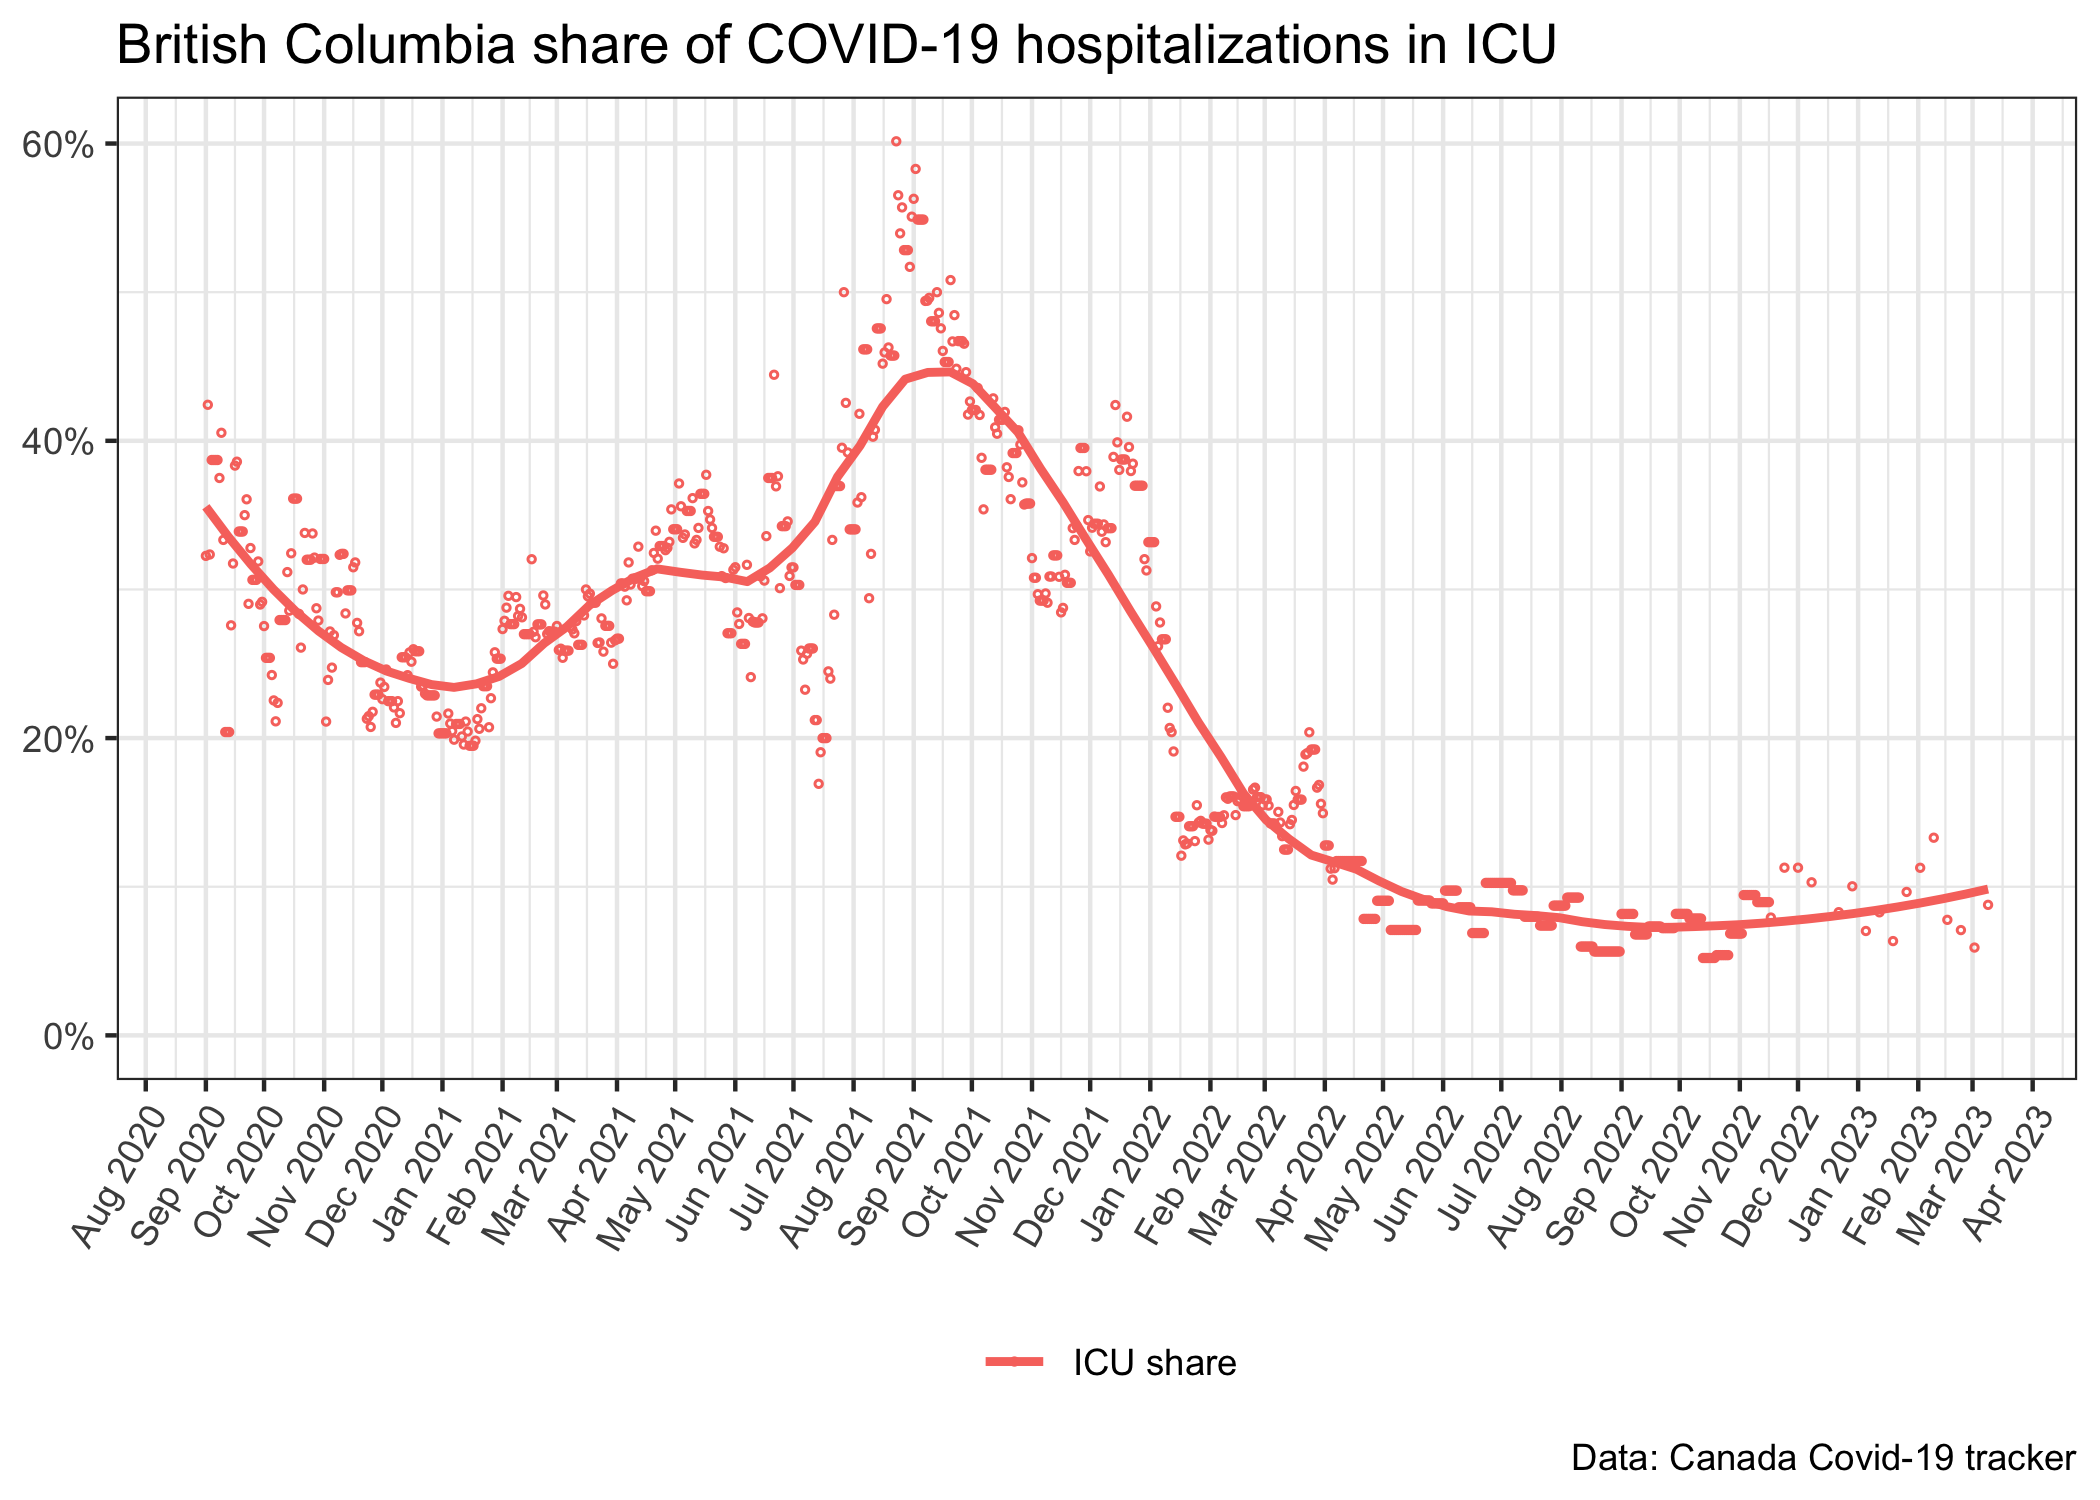 British Columbia share of COVID-19 hospitalizations in ICU
60%
40%
20%
0%
Aug 2020
Sep 2020
Oct 2020
Nov 2020
Dec 2020
Jan 2021
Feb 2021
Mar 2021
Apr 2021
May 2021
Jun 2021
Jul 2021
Aug 2021
Sep 2021
Oct 2021
Nov 2021
Dec 2021
Jan 2022
Feb 2022
Mar 2022
Apr 2022
May 2022
Jun 2022
Jul 2022
Aug 2022
Sep 2022
Oct 2022
Nov 2022
Dec 2022
Jan 2023
Feb 2023
Mar 2023
Apr 2023
ICU share
Data: Canada Covid-19 tracker